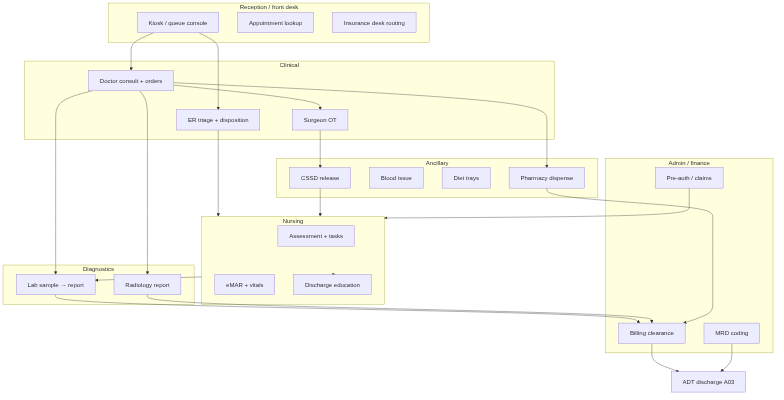 Reception / front desk
Kiosk / queue console
Appointment lookup
Insurance desk routing
Clinical
Doctor consult + orders
ER triage + disposition
Surgeon OT
Ancillary
CSSD release
Blood issue
Diet trays
Pharmacy dispense
Admin / finance
Pre-auth / claims
Nursing
Assessment + tasks
Diagnostics
Lab sample → report
Radiology report
eMAR + vitals
Discharge education
Billing clearance
MRD coding
ADT discharge A03